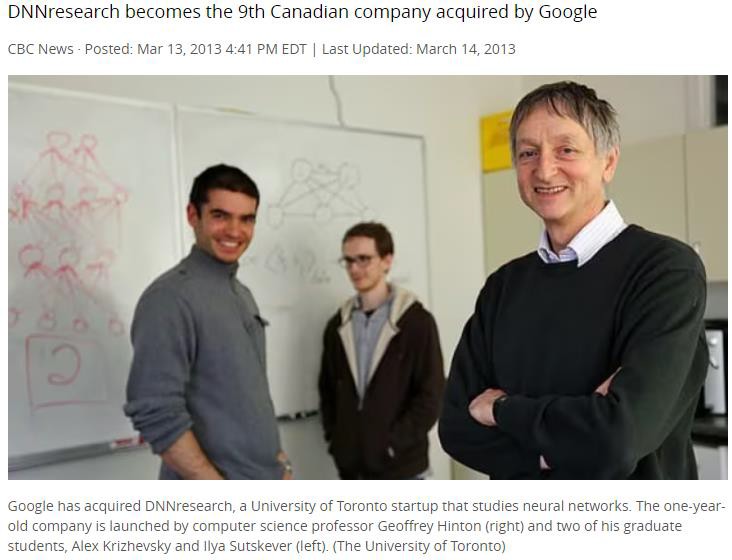 DNNresearch becomes the 9th Canadian company acquired by Google
CBC News · Posted: Mar 13, 2013 4:41 PM EDT | Last Updated: March 14, 2013
Google has acquired DNNresearch, a University of Toronto startup that studies neural networks. The one-year-
old company is launched by computer science professor Geoffrey Hinton (right) and two of his graduate
students, Alex Krizhevsky and Ilya Sutskever (left). (The University of Toronto)